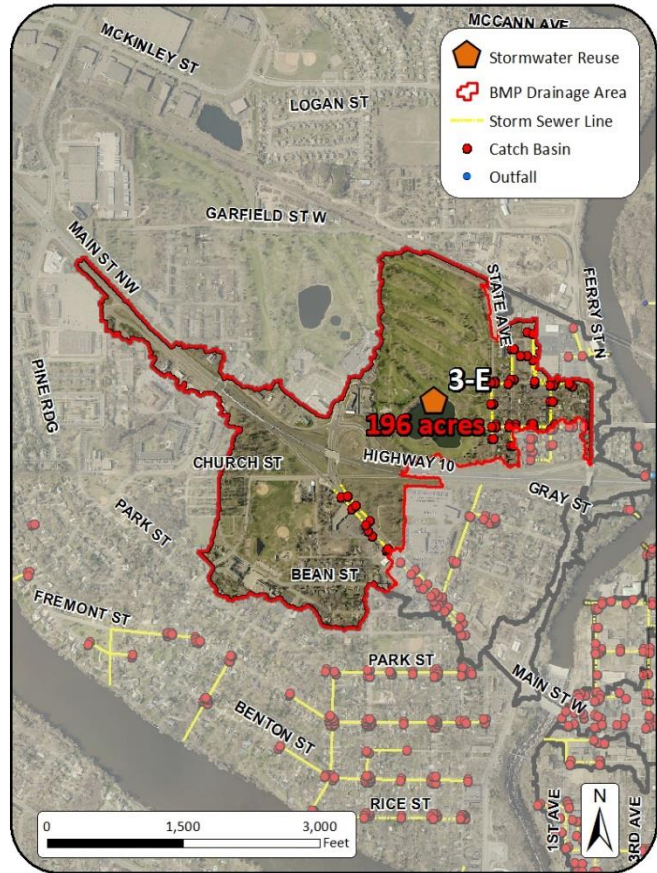 MCCANN AVE
MCKINLEY ST
LOGAN ST
Stormwater Reuse
BMP Drainage Area
Storm Sewer Line
Catch Basin
Outfall
GARFIELD ST W
MAIN ST NW
STATE AVE
FERRY ST N
PINE RDG
3-E
196 acres
HIGHWAY 10
CHURCH ST
GRAY ST
PARK ST
BEAN ST
FREMONT ST
PARK ST
MAIN ST W
BENTON ST
RICE ST
1ST AVE
3RD AVE
N
0 1,500 3,000
Feet